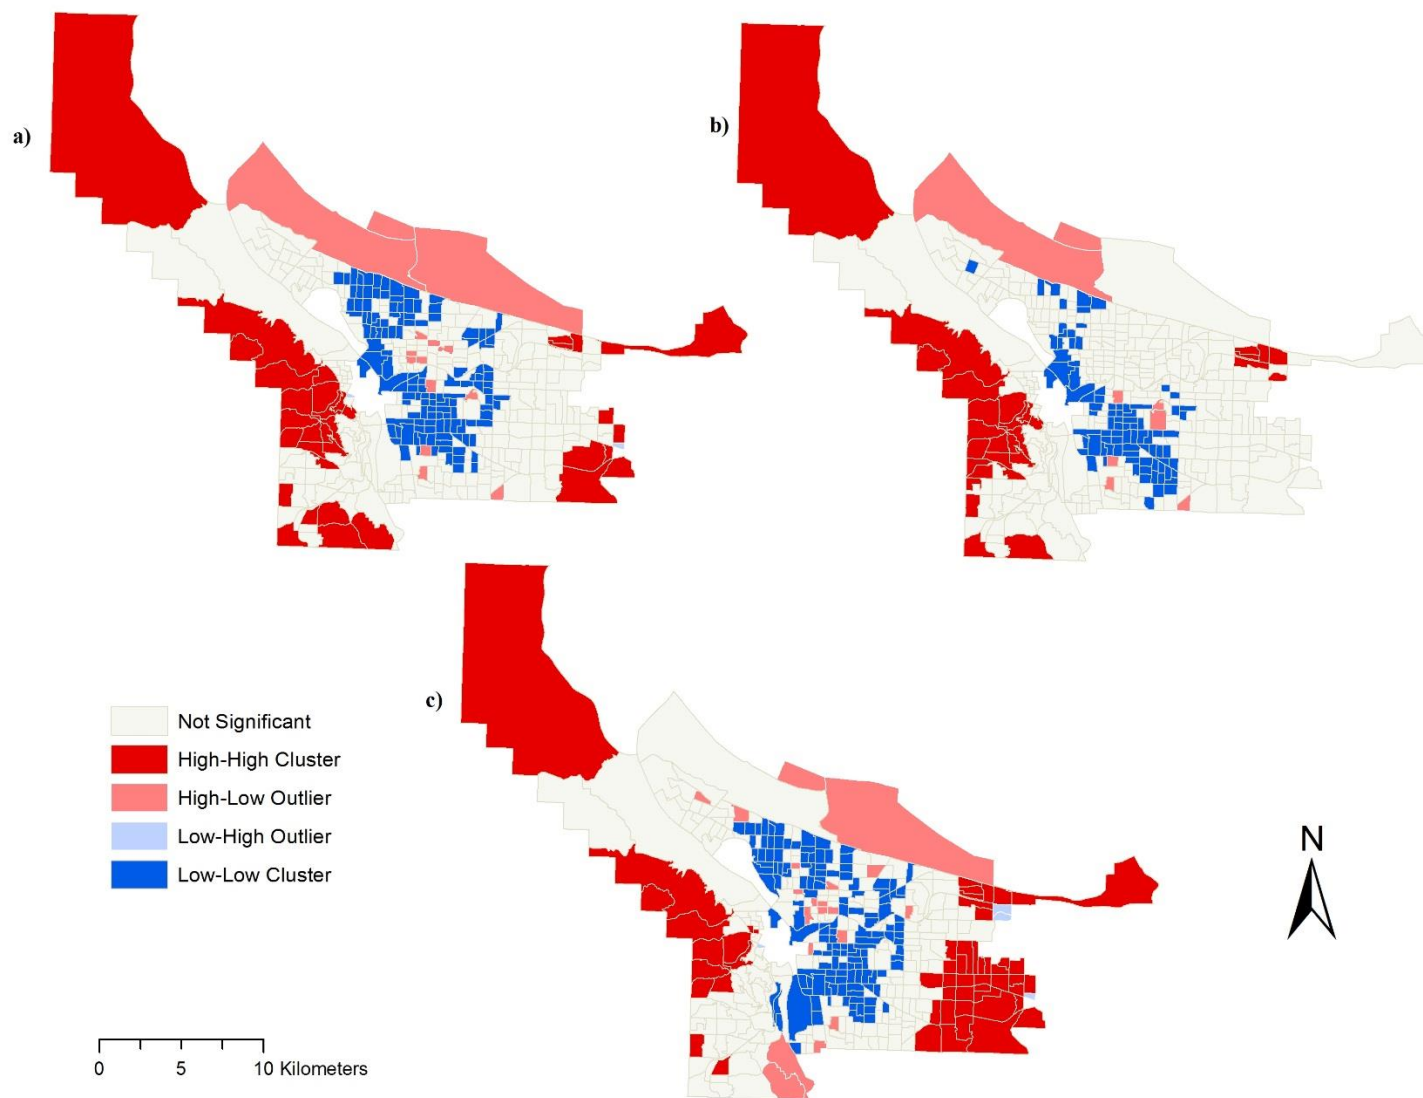 a)
b)
c)
Not Significant
High-High Cluster
High-Low Outlier
Low-High Outlier
Low-Low Cluster
N
0 5 10 Kilometers